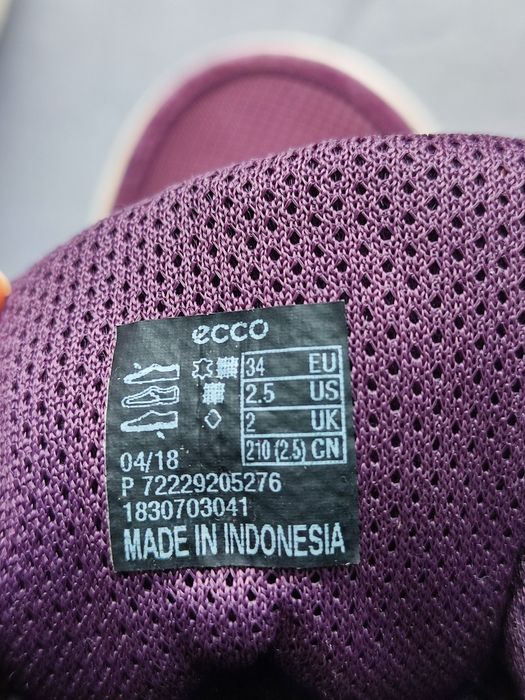 ecco
34 EU
2.5 US
2 UK
210 (2.5) CN
04/18
P 72229205276
1830703041
MADE IN INDONESIA